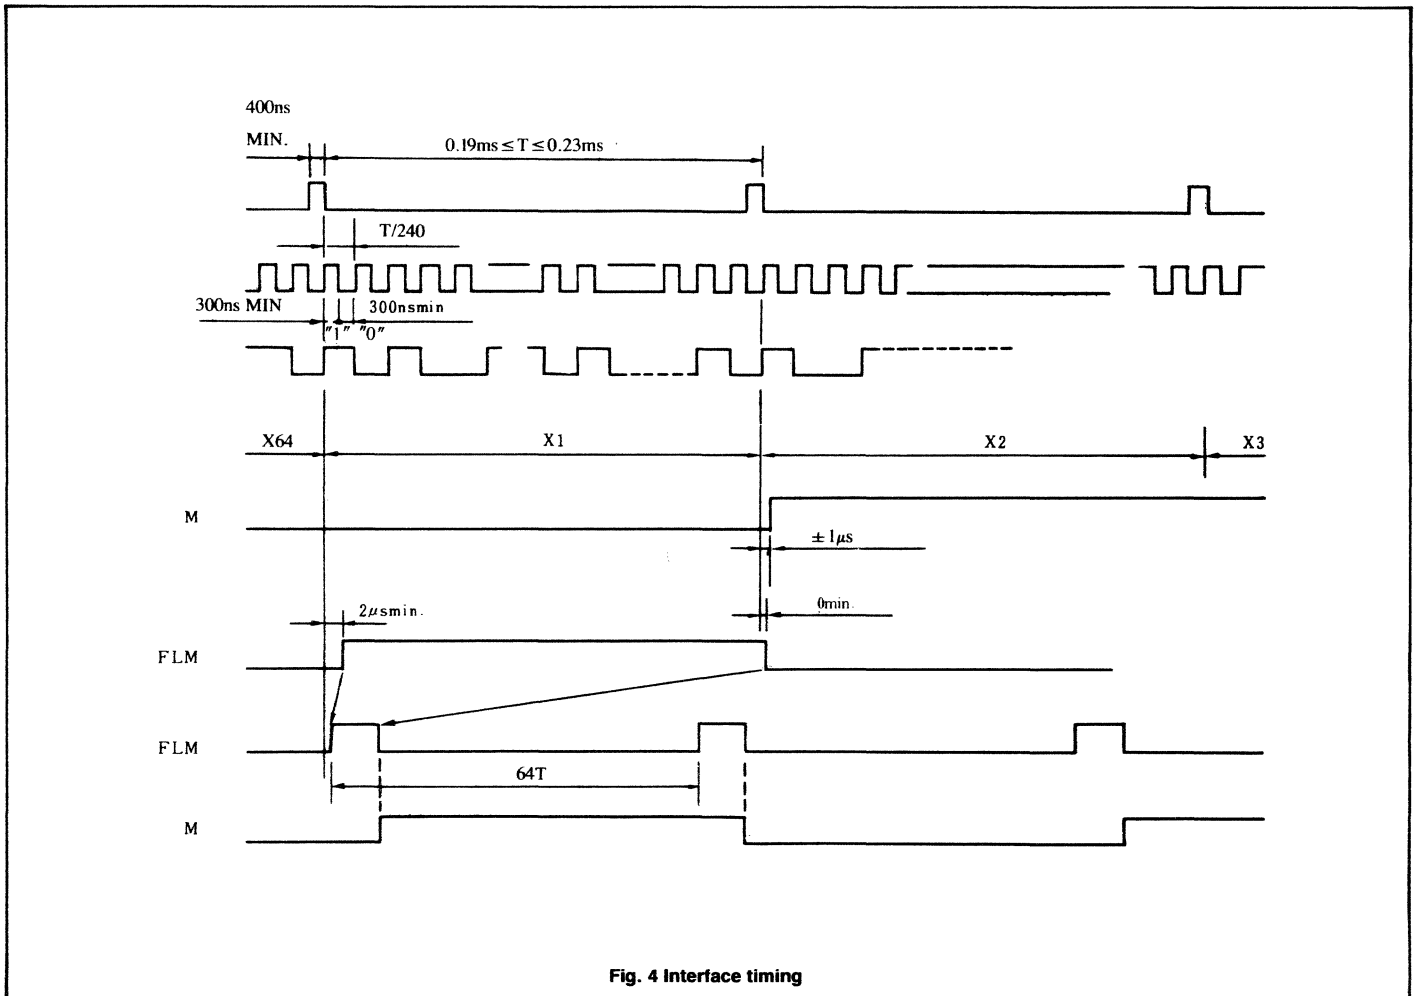 400ns
MIN.
0.19ms ≤ T ≤ 0.23ms
T/240
300ns MIN
300nsmin
"1" "0"
X64
X1
X2
X3
M
± 1μs
2μsmin.
0min.
FLM
FLM
64T
M
Fig. 4 Interface timing